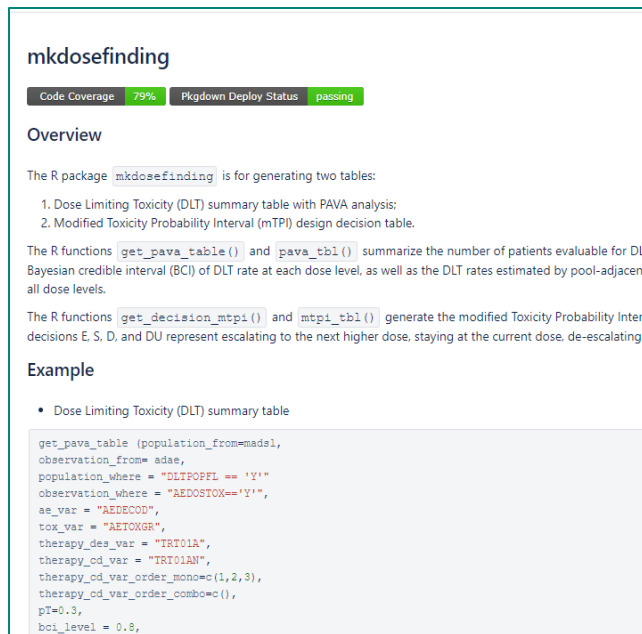 mkdosefinding
Code Coverage 79% Pkgdown Deploy Status passing
Overview
The R package mkdosefinding is for generating two tables:
1. Dose Limiting Toxicity (DLT) summary table with PAVA analysis;
2. Modified Toxicity Probability Interval (mTPI) design decision table.
The R functions get_pava_table() and pava_tbl() summarize the number of patients evaluable for DL
Bayesian credible interval (BCI) of DLT rate at each dose level, as well as the DLT rates estimated by pool-adjacen
all dose levels.
The R functions get_decision_mtpi() and mtpi_tbl() generate the modified Toxicity Probability Inter
decisions E, S, D, and DU represent escalating to the next higher dose, staying at the current dose, de-escalating
Example
• Dose Limiting Toxicity (DLT) summary table
get_pava_table (population_from=madsl,
observation_from= adae,
population_where = "DLTPOPFL == 'Y'"
observation_where = "AEDOSTOX=='Y'",
ae_var = "AEDECOD",
tox_var = "AETOXGR",
therapy_des_var = "TRT01A",
therapy_cd_var = "TRT01AN",
therapy_cd_var_order_mono=c(1,2,3),
therapy_cd_var_order_combo=c(),
pT=0.3,
bci_level = 0.8,